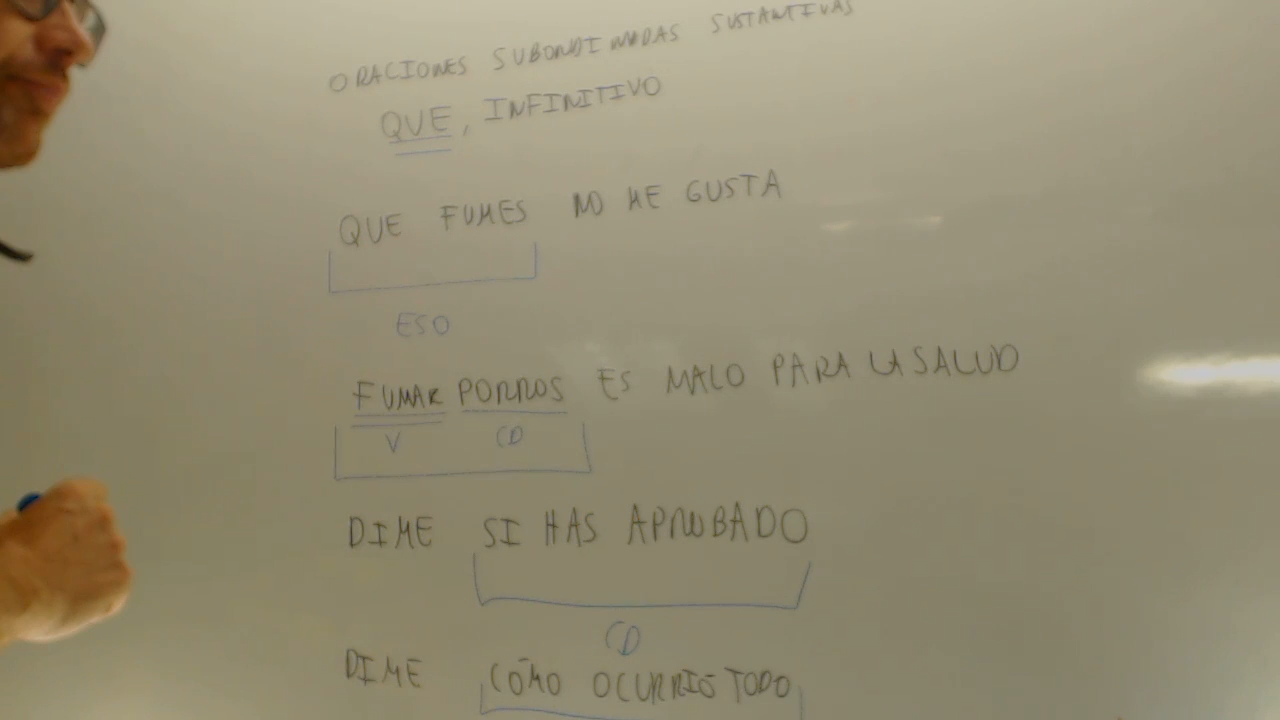 ORACIONES SUBORDINADAS SUSTANTIVAS
QUE, INFINITIVO
QUE FUMES NO ME GUSTA
ESO
FUMAR PORROS ES MALO PARA LA SALUD
V CD
DIME SI HAS APROBADO
CD
DIME CÓMO OCURRIÓ TODO